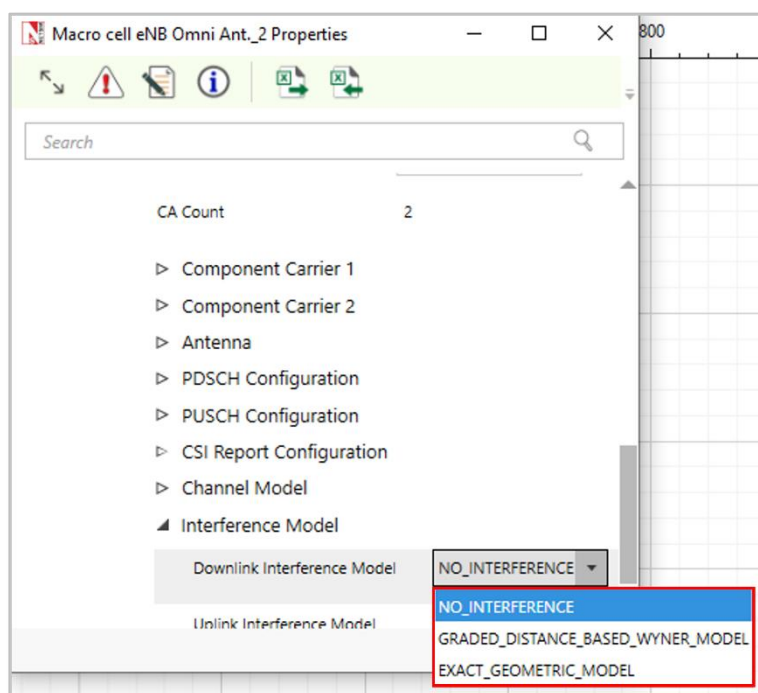 Macro cell eNB Omni Ant._2 Properties
800
Search
CA Count 2
Component Carrier 1
Component Carrier 2
Antenna
PDSCH Configuration
PUSCH Configuration
CSI Report Configuration
Channel Model
Interference Model
Downlink Interference Model NO_INTERFERENCE
NO_INTERFERENCE
Uplink Interference Model
GRADED_DISTANCE_BASED_WYNER_MODEL
EXACT_GEOMETRIC_MODEL